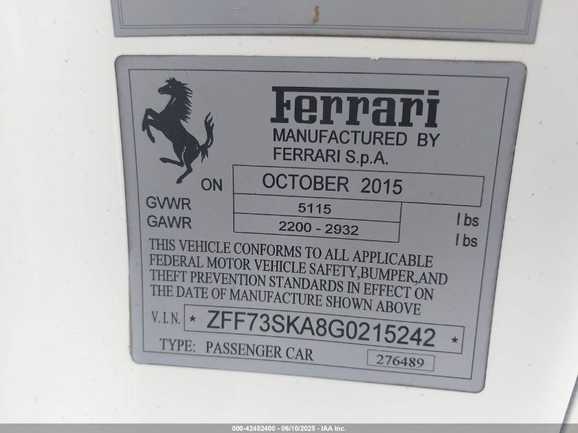 Ferrari
MANUFACTURED BY
FERRARI S.p.A.
ON OCTOBER 2015
GVWR 5115 lbs
GAWR 2200 - 2932 lbs
THIS VEHICLE CONFORMS TO ALL APPLICABLE
FEDERAL MOTOR VEHICLE SAFETY,BUMPER,AND
THEFT PREVENTION STANDARDS IN EFFECT ON
THE DATE OF MANUFACTURE SHOWN ABOVE
V.I.N. * ZFF73SKA8G0215242 *
TYPE: PASSENGER CAR 276489
000-42452400 - 06/10/2025 - IAA Inc.